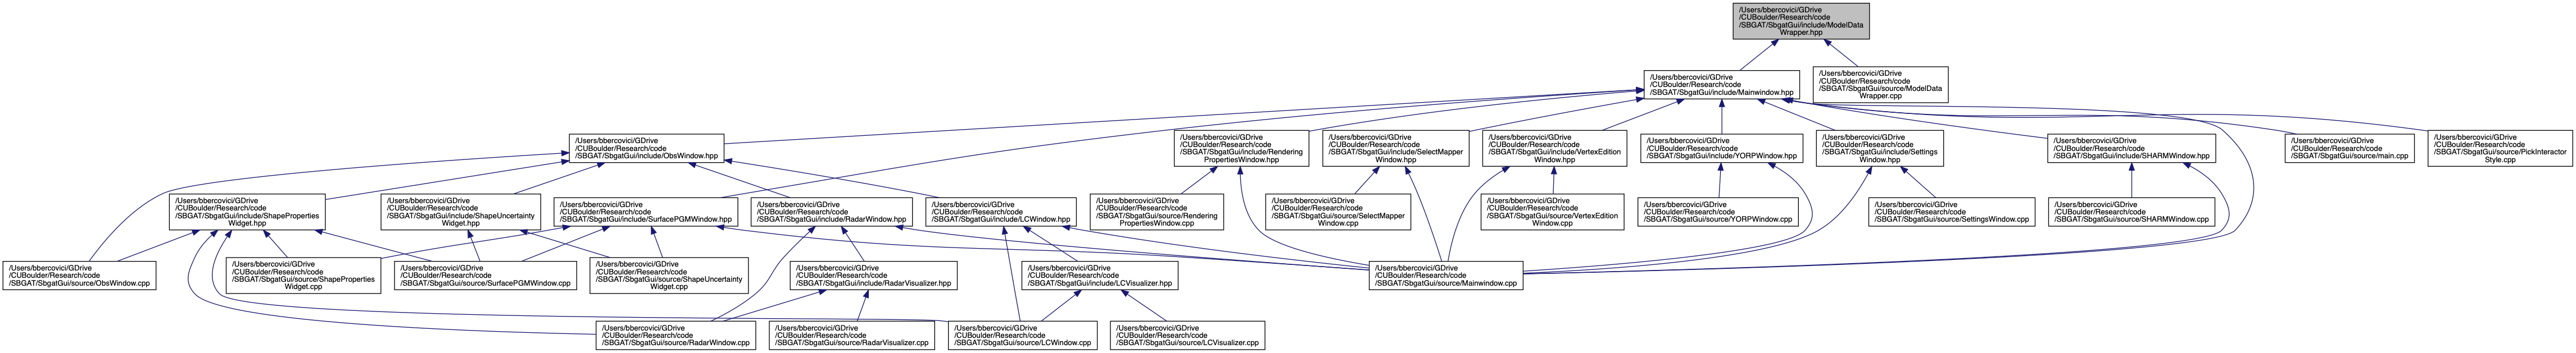 /Users/bbercovici/GDrive
/CUBoulder/Research/code
/SBGAT/SbgatGui/include/ModelData
Wrapper.hpp
/Users/bbercovici/GDrive
/CUBoulder/Research/code
/SBGAT/SbgatGui/include/Mainwindow.hpp
/Users/bbercovici/GDrive
/CUBoulder/Research/code
/SBGAT/SbgatGui/source/ModelData
Wrapper.cpp
/Users/bbercovici/GDrive
/CUBoulder/Research/code
/SBGAT/SbgatGui/include/ObsWindow.hpp
/Users/bbercovici/GDrive
/CUBoulder/Research/code
/SBGAT/SbgatGui/include/Rendering
PropertiesWindow.hpp
/Users/bbercovici/GDrive
/CUBoulder/Research/code
/SBGAT/SbgatGui/include/SelectMapper
Window.hpp
/Users/bbercovici/GDrive
/CUBoulder/Research/code
/SBGAT/SbgatGui/include/VertexEdition
Window.hpp
/Users/bbercovici/GDrive
/CUBoulder/Research/code
/SBGAT/SbgatGui/include/YORPWindow.hpp
/Users/bbercovici/GDrive
/CUBoulder/Research/code
/SBGAT/SbgatGui/include/Settings
Window.hpp
/Users/bbercovici/GDrive
/CUBoulder/Research/code
/SBGAT/SbgatGui/include/SHARMWindow.hpp
/Users/bbercovici/GDrive
/CUBoulder/Research/code
/SBGAT/SbgatGui/source/main.cpp
/Users/bbercovici/GDrive
/CUBoulder/Research/code
/SBGAT/SbgatGui/source/PickInteractor
Style.cpp
/Users/bbercovici/GDrive
/CUBoulder/Research/code
/SBGAT/SbgatGui/include/ShapeProperties
Widget.hpp
/Users/bbercovici/GDrive
/CUBoulder/Research/code
/SBGAT/SbgatGui/include/ShapeUncertainty
Widget.hpp
/Users/bbercovici/GDrive
/CUBoulder/Research/code
/SBGAT/SbgatGui/include/SurfacePGMWindow.hpp
/Users/bbercovici/GDrive
/CUBoulder/Research/code
/SBGAT/SbgatGui/include/RadarWindow.hpp
/Users/bbercovici/GDrive
/CUBoulder/Research/code
/SBGAT/SbgatGui/include/LCWindow.hpp
/Users/bbercovici/GDrive
/CUBoulder/Research/code
/SBGAT/SbgatGui/source/Rendering
PropertiesWindow.cpp
/Users/bbercovici/GDrive
/CUBoulder/Research/code
/SBGAT/SbgatGui/source/SelectMapper
Window.cpp
/Users/bbercovici/GDrive
/CUBoulder/Research/code
/SBGAT/SbgatGui/source/VertexEdition
Window.cpp
/Users/bbercovici/GDrive
/CUBoulder/Research/code
/SBGAT/SbgatGui/source/YORPWindow.cpp
/Users/bbercovici/GDrive
/CUBoulder/Research/code
/SBGAT/SbgatGui/source/SettingsWindow.cpp
/Users/bbercovici/GDrive
/CUBoulder/Research/code
/SBGAT/SbgatGui/source/SHARMWindow.cpp
/Users/bbercovici/GDrive
/CUBoulder/Research/code
/SBGAT/SbgatGui/source/ObsWindow.cpp
/Users/bbercovici/GDrive
/CUBoulder/Research/code
/SBGAT/SbgatGui/source/ShapeProperties
Widget.cpp
/Users/bbercovici/GDrive
/CUBoulder/Research/code
/SBGAT/SbgatGui/source/SurfacePGMWindow.cpp
/Users/bbercovici/GDrive
/CUBoulder/Research/code
/SBGAT/SbgatGui/source/ShapeUncertainty
Widget.cpp
/Users/bbercovici/GDrive
/CUBoulder/Research/code
/SBGAT/SbgatGui/include/RadarVisualizer.hpp
/Users/bbercovici/GDrive
/CUBoulder/Research/code
/SBGAT/SbgatGui/include/LCVisualizer.hpp
/Users/bbercovici/GDrive
/CUBoulder/Research/code
/SBGAT/SbgatGui/source/Mainwindow.cpp
/Users/bbercovici/GDrive
/CUBoulder/Research/code
/SBGAT/SbgatGui/source/RadarWindow.cpp
/Users/bbercovici/GDrive
/CUBoulder/Research/code
/SBGAT/SbgatGui/source/RadarVisualizer.cpp
/Users/bbercovici/GDrive
/CUBoulder/Research/code
/SBGAT/SbgatGui/source/LCWindow.cpp
/Users/bbercovici/GDrive
/CUBoulder/Research/code
/SBGAT/SbgatGui/source/LCVisualizer.cpp